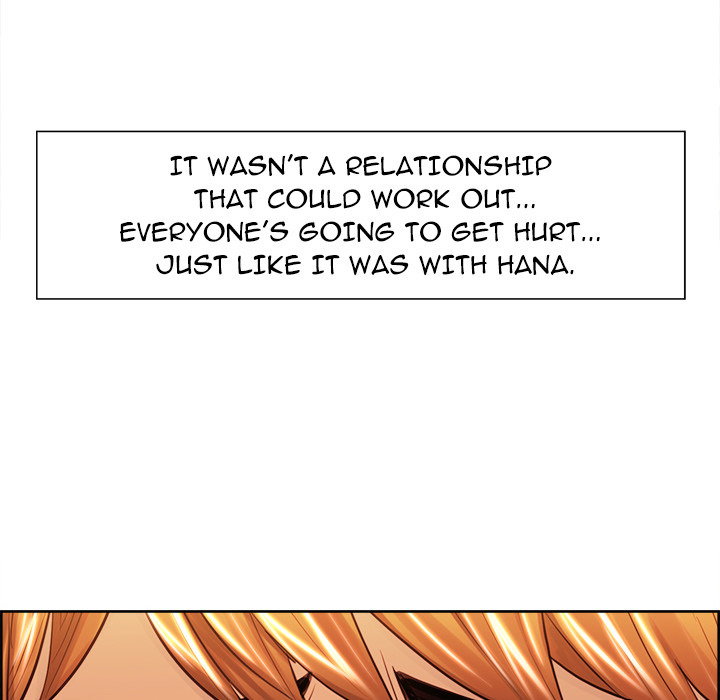 IT WASN'T A RELATIONSHIP
THAT COULD WORK OUT...
EVERYONE'S GOING TO GET HURT...
JUST LIKE IT WAS WITH HANA.